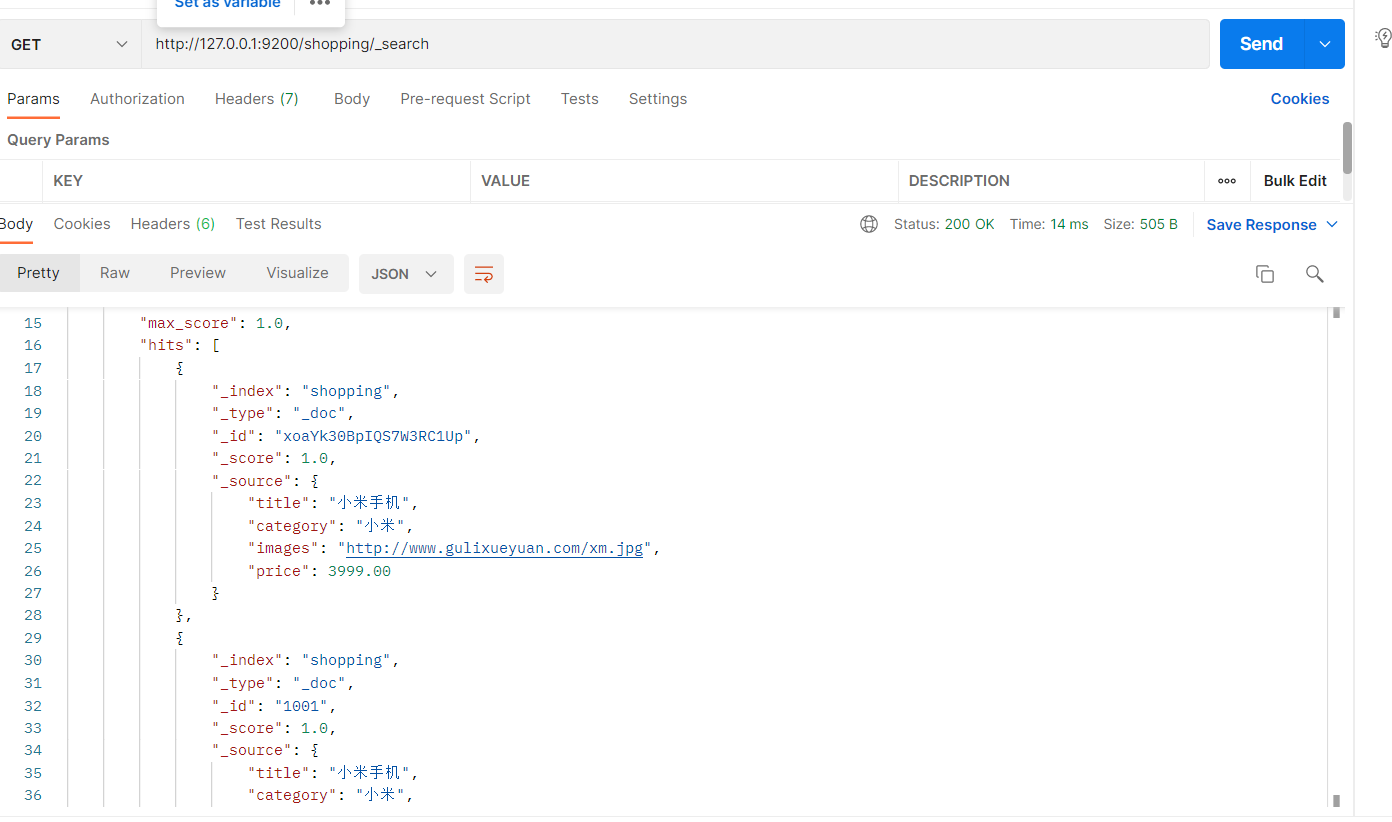 Set as variable
GET http://127.0.0.1:9200/shopping/_search Send
Params Authorization Headers (7) Body Pre-request Script Tests Settings Cookies
Query Params
KEY VALUE DESCRIPTION Bulk Edit
Body Cookies Headers (6) Test Results Status: 200 OK Time: 14 ms Size: 505 B Save Response
Pretty Raw Preview Visualize JSON
15 "max_score": 1.0,
16 "hits": [
17 {
18 "_index": "shopping",
19 "_type": "_doc",
20 "_id": "xoaYk30BpIQS7W3RC1Up",
21 "_score": 1.0,
22 "_source": {
23 "title": "小米手机",
24 "category": "小米",
25 "images": "http://www.gulixueyuan.com/xm.jpg",
26 "price": 3999.00
27 }
28 },
29 {
30 "_index": "shopping",
31 "_type": "_doc",
32 "_id": "1001",
33 "_score": 1.0,
34 "_source": {
35 "title": "小米手机",
36 "category": "小米",